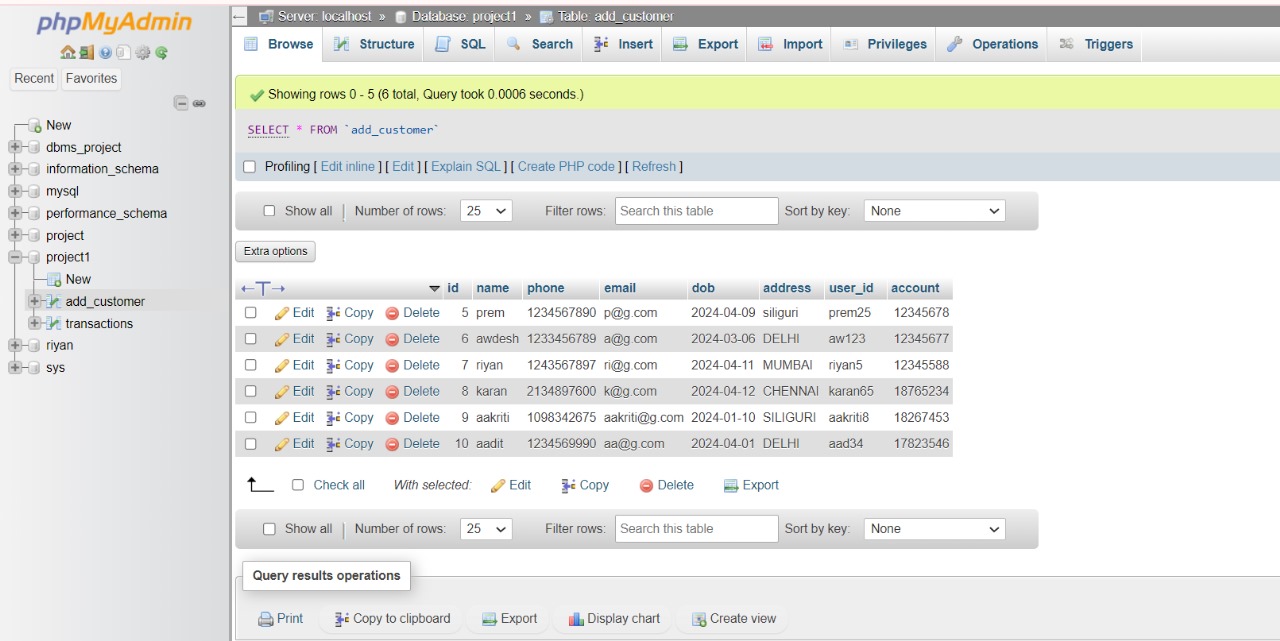 phpMyAdmin
Recent Favorites
New
dbms_project
information_schema
mysql
performance_schema
project
project1
New
add_customer
transactions
riyan
sys
Server: localhost » Database: project1 » Table: add_customer
Browse Structure SQL Search Insert Export Import Privileges Operations Triggers
Showing rows 0 - 5 (6 total, Query took 0.0006 seconds.)
SELECT * FROM `add_customer`
Profiling [ Edit inline ] [ Edit ] [ Explain SQL ] [ Create PHP code ] [ Refresh ]
Show all Number of rows: 25 Filter rows: Search this table Sort by key: None
Extra options
id name phone email dob address user_id account
Edit Copy Delete 5 prem 1234567890 p@g.com 2024-04-09 siliguri prem25 12345678
Edit Copy Delete 6 awdesh 1233456789 a@g.com 2024-03-06 DELHI aw123 12345677
Edit Copy Delete 7 riyan 1243567897 ri@g.com 2024-04-11 MUMBAI riyan5 12345588
Edit Copy Delete 8 karan 2134897600 k@g.com 2024-04-12 CHENNAI karan65 18765234
Edit Copy Delete 9 aakriti 1098342675 aakriti@g.com 2024-01-10 SILIGURI aakriti8 18267453
Edit Copy Delete 10 aadit 1234569990 aa@g.com 2024-04-01 DELHI aad34 17823546
Check all With selected: Edit Copy Delete Export
Show all Number of rows: 25 Filter rows: Search this table Sort by key: None
Query results operations
Print Copy to clipboard Export Display chart Create view